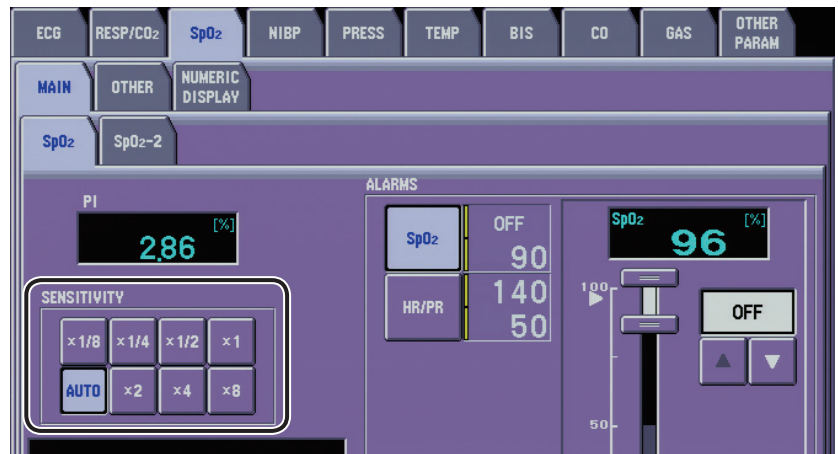 ECG RESP/CO2 SpO2 NIBP PRESS TEMP BIS CO GAS OTHER PARAM
MAIN OTHER NUMERIC DISPLAY
SpO2 SpO2-2
PI
[%]
2.86
SENSITIVITY
×1/8 ×1/4 ×1/2 ×1
AUTO ×2 ×4 ×8
ALARMS
SpO2 OFF
90
HR/PR 140
50
SpO2 [%]
96
100
OFF
50